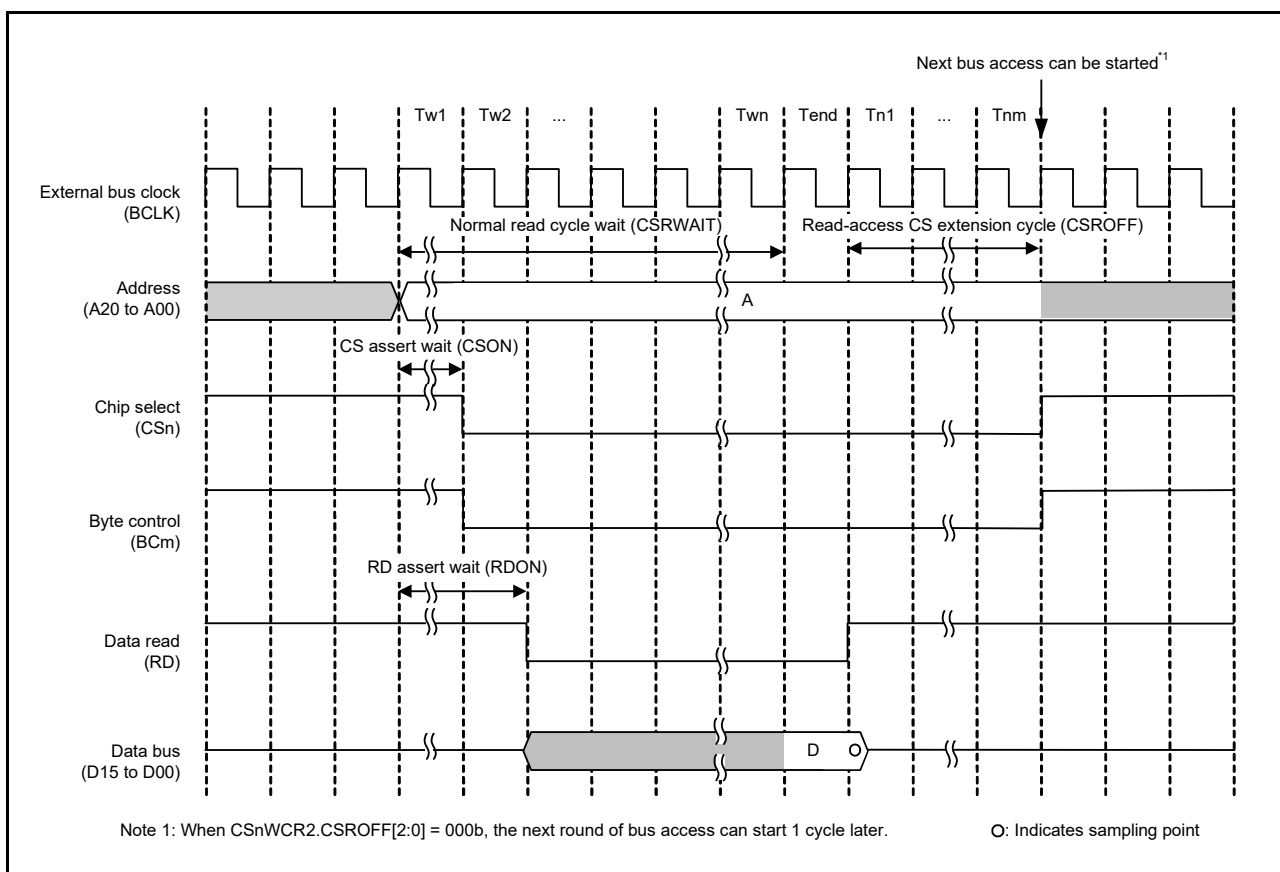 Next bus access can be started*1
Tw1 Tw2 ... Twn Tend Tn1 ... Tnm
External bus clock
(BCLK)
Normal read cycle wait (CSRWAIT) Read-access CS extension cycle (CSROFF)
Address
(A20 to A00)
A
CS assert wait (CSON)
Chip select
(CSn)
Byte control
(BCm)
RD assert wait (RDON)
Data read
(RD)
Data bus
(D15 to D00)
D
Note 1: When CSnWCR2.CSROFF[2:0] = 000b, the next round of bus access can start 1 cycle later. O: Indicates sampling point